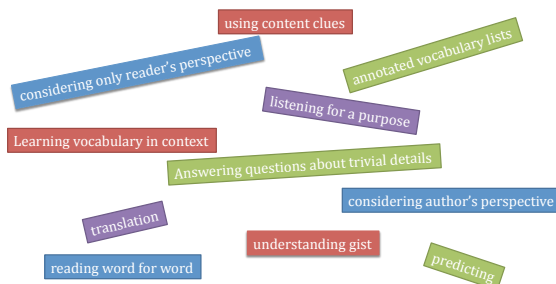 using content clues
annotated vocabulary lists
considering only reader's perspective
listening for a purpose
Learning vocabulary in context
Answering questions about trivial details
considering author's perspective
translation
understanding gist
predicting
reading word for word